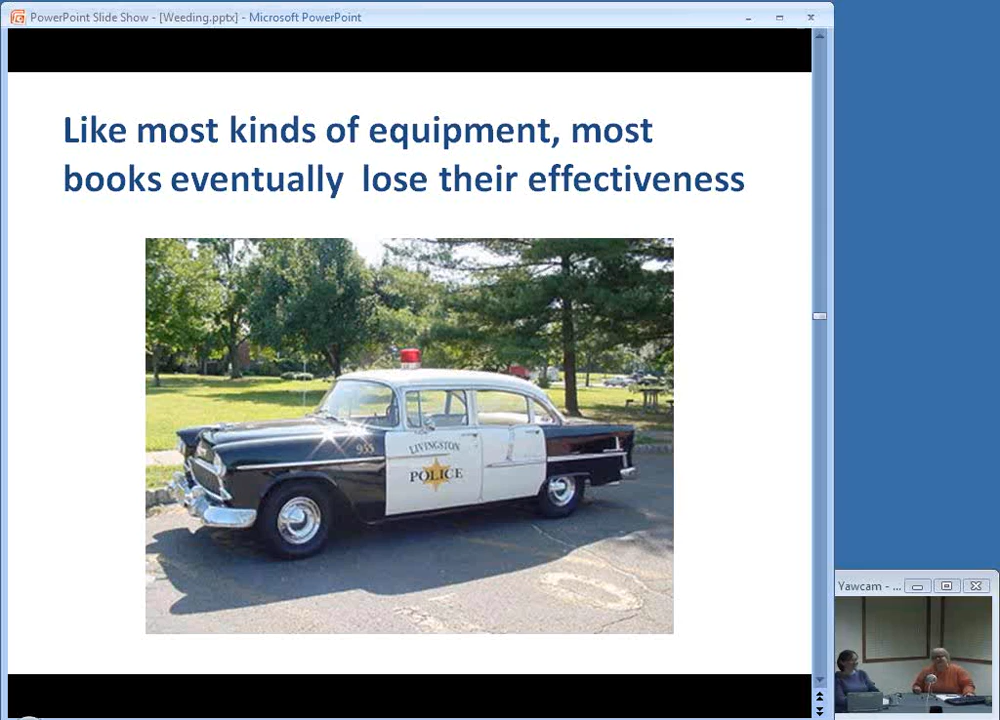 PowerPoint Slide Show - [Weeding.pptx] - Microsoft PowerPoint
Like most kinds of equipment, most
books eventually  lose their effectiveness
955
LIVINGSTON
POLICE
Yawcam - ...